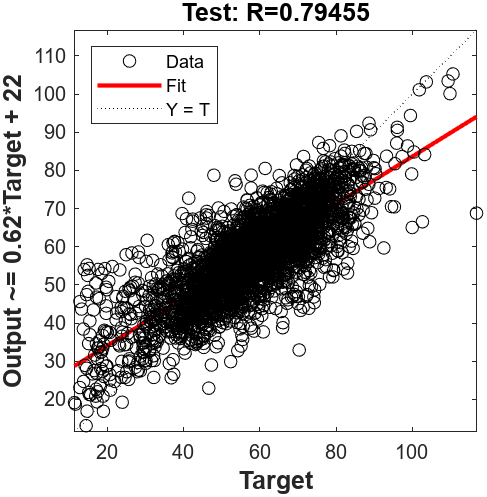 Test: R=0.79455
Output ~= 0.62*Target + 22
110
100
90
80
70
60
50
40
30
20
Data
Fit
Y = T
20 40 60 80 100
Target